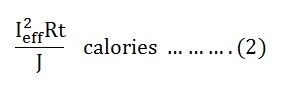 I²effRt
J calories … … … . (2)